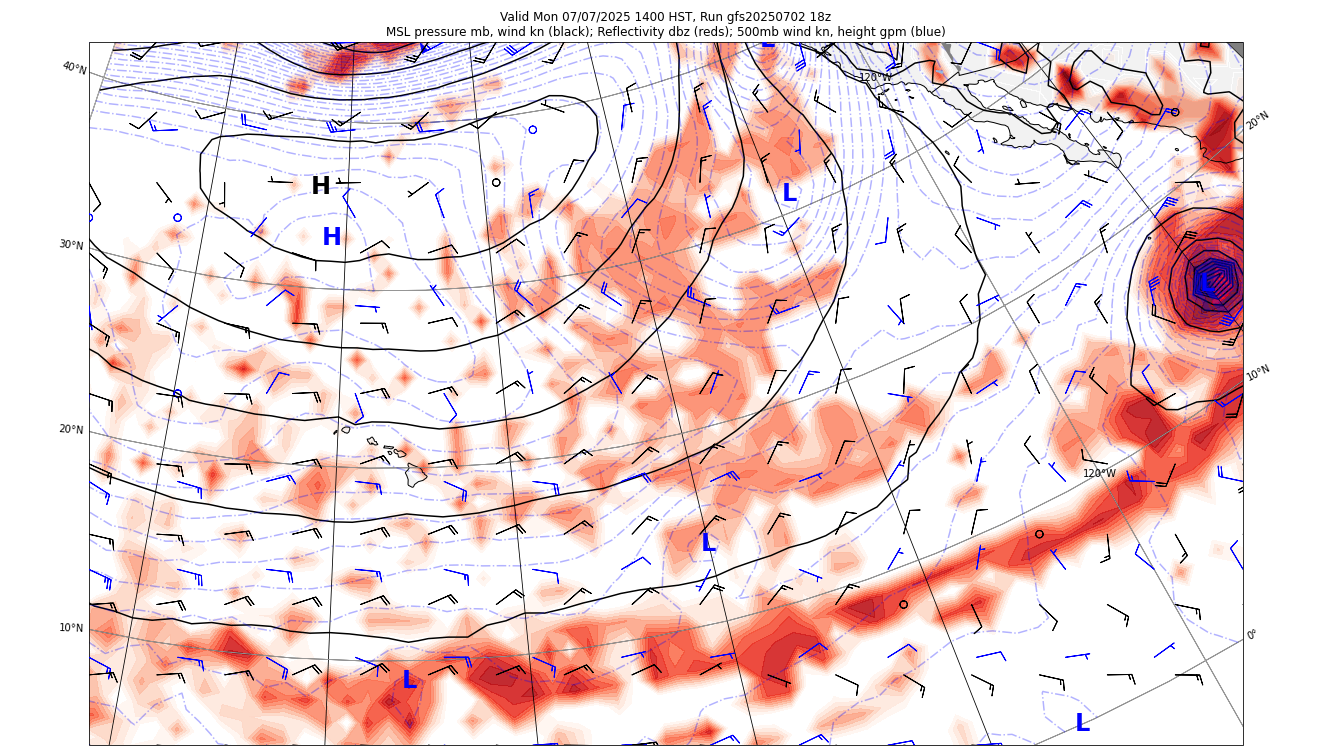 Valid Mon 07/07/2025 1400 HST, Run gfs20250702 18z
MSL pressure mb, wind kn (black); Reflectivity dbz (reds); 500mb wind kn, height gpm (blue)
L
40°N
120°W
20°N
H
L
H
30°N
L
10°N
20°N
120°W
L
10°N
0°
L
L